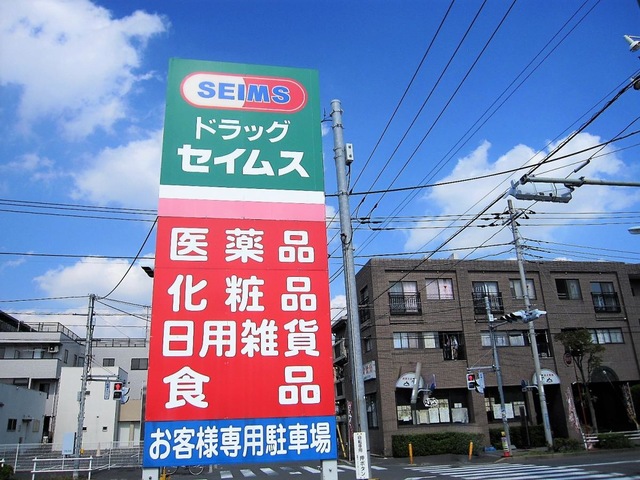 SEIMS
ドラッグ
セイムス
医薬品
化粧品
日用雑貨
食品
お客様専用駐車場